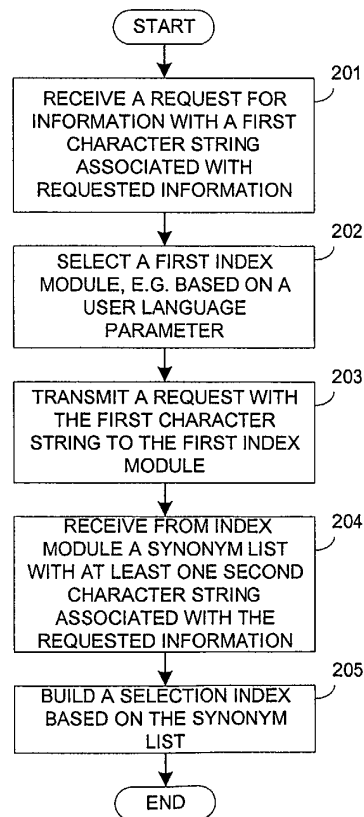 START
201
RECEIVE A REQUEST FOR
INFORMATION WITH A FIRST
CHARACTER STRING
ASSOCIATED WITH
REQUESTED INFORMATION
202
SELECT A FIRST INDEX
MODULE, E.G. BASED ON A
USER LANGUAGE
PARAMETER
203
TRANSMIT A REQUEST WITH
THE FIRST CHARACTER
STRING TO THE FIRST INDEX
MODULE
204
RECEIVE FROM INDEX
MODULE A SYNONYM LIST
WITH AT LEAST ONE SECOND
CHARACTER STRING
ASSOCIATED WITH THE
REQUESTED INFORMATION
205
BUILD A SELECTION INDEX
BASED ON THE SYNONYM
LIST
END